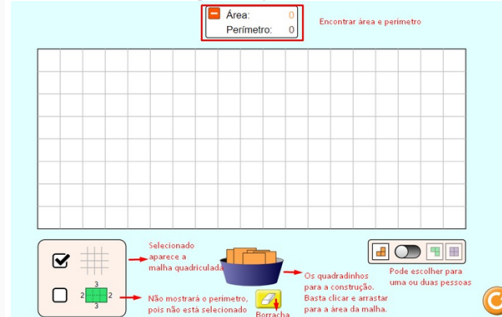 Área: 0
Perímetro: 0
Encontrar área e perímetro
Selecionado
aparece a
malha quadriculada
3
2 2
3
Não mostrará o perímetro,
pois não está selecionado
Borracha
Os quadradinhos
para a construção.
Basta clicar e arrastar
para a área da malha.
Pode escolher para
uma ou duas pessoas